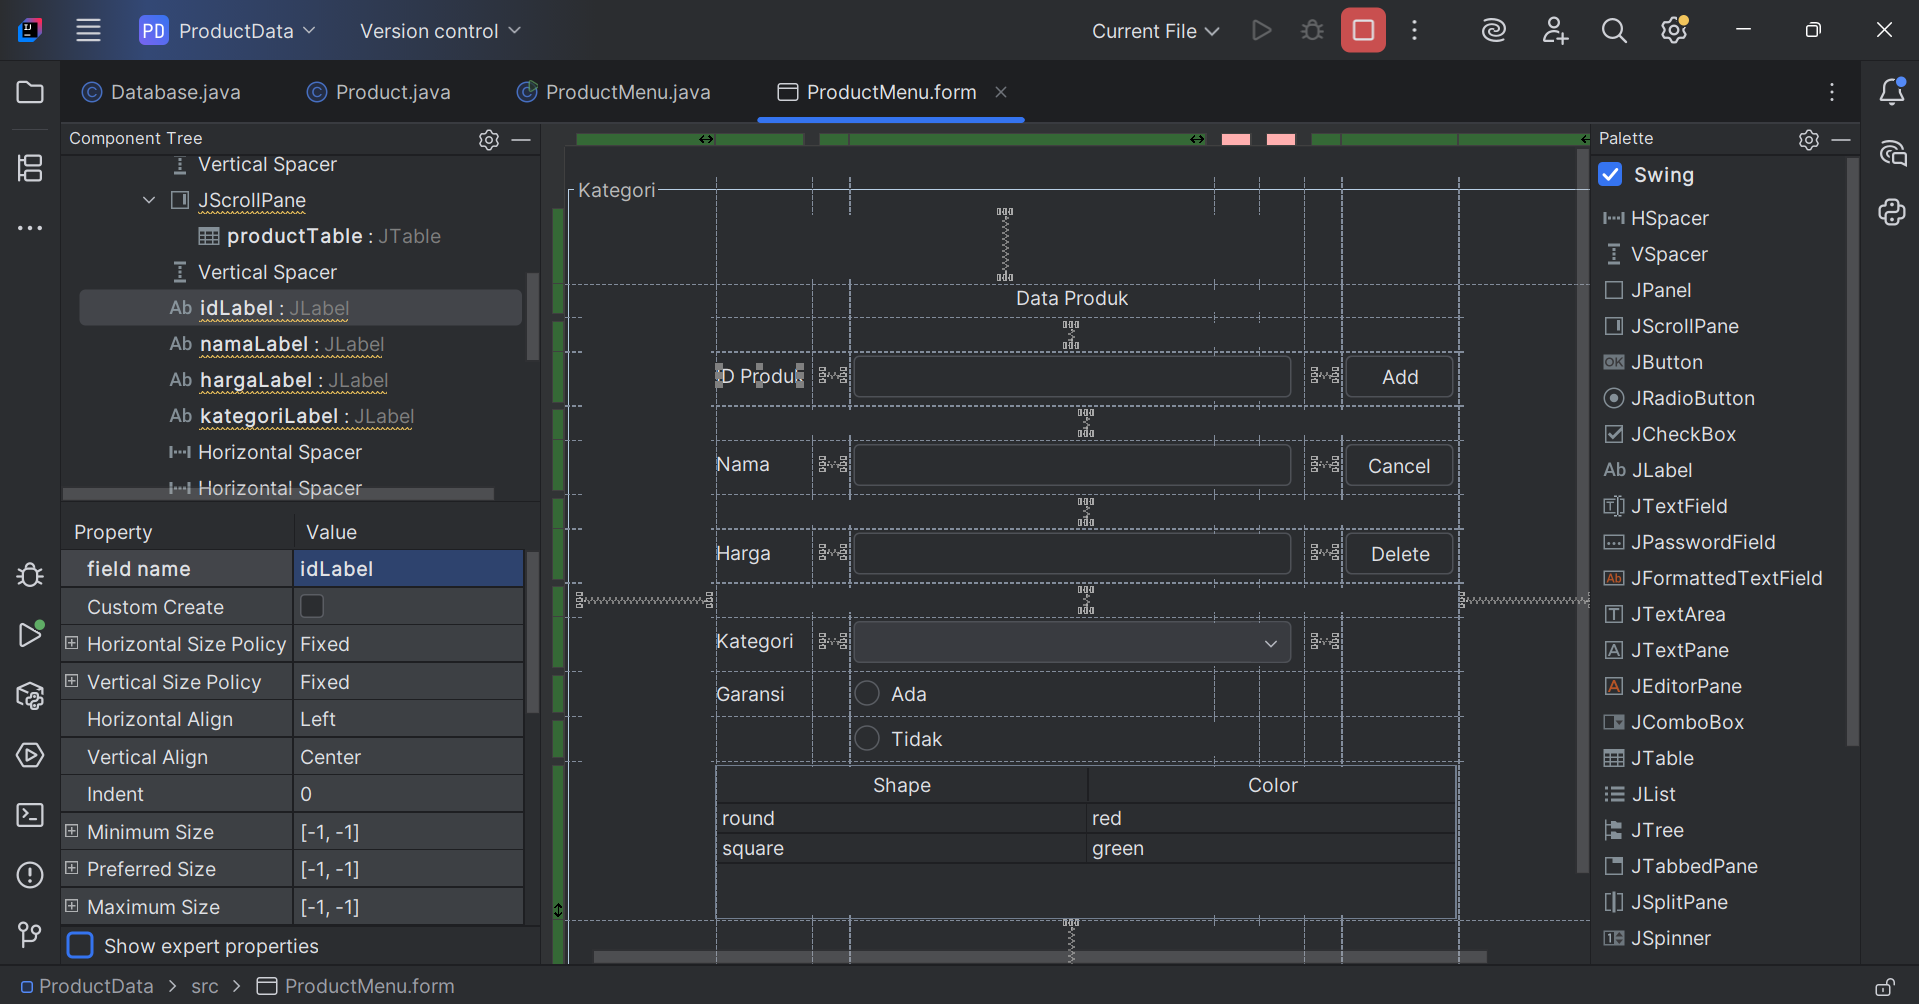 PD ProductData
Version control
Current File
Database.java
Product.java
ProductMenu.java
ProductMenu.form
Component Tree
Vertical Spacer
JScrollPane
productTable : JTable
Vertical Spacer
Ab idLabel : JLabel
Ab namaLabel : JLabel
Ab hargaLabel : JLabel
Ab kategoriLabel : JLabel
Horizontal Spacer
Horizontal Spacer
Property Value
field name idLabel
Custom Create
Horizontal Size Policy Fixed
Vertical Size Policy Fixed
Horizontal Align Left
Vertical Align Center
Indent 0
Minimum Size [-1, -1]
Preferred Size [-1, -1]
Maximum Size [-1, -1]
Show expert properties
Kategori
Data Produk
ID Produk
Add
Nama
Cancel
Harga
Delete
Kategori
Garansi
Ada
Tidak
Shape Color
round red
square green
Palette
Swing
HSpacer
VSpacer
JPanel
JScrollPane
OK JButton
JRadioButton
JCheckBox
Ab JLabel
JTextField
JPasswordField
Ab JFormattedTextField
JTextArea
JTextPane
JEditorPane
JComboBox
JTable
JList
JTree
JTabbedPane
JSplitPane
JSpinner
ProductData > src > ProductMenu.form